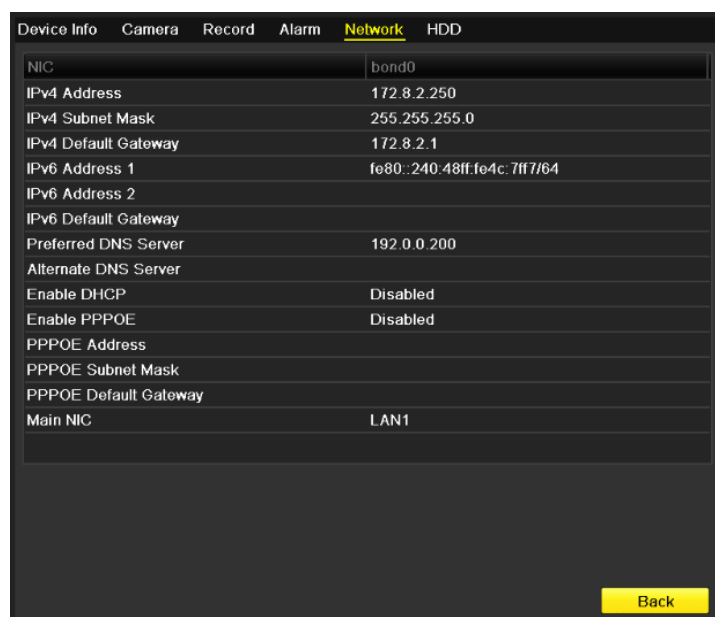 Device Info Camera Record Alarm Network HDD
NIC bond0
IPv4 Address 172.8.2.250
IPv4 Subnet Mask 255.255.255.0
IPv4 Default Gateway 172.8.2.1
IPv6 Address 1 fe80::240:48ff:fe4c:7ff7/64
IPv6 Address 2
IPv6 Default Gateway
Preferred DNS Server 192.0.0.200
Alternate DNS Server
Enable DHCP Disabled
Enable PPPOE Disabled
PPPOE Address
PPPOE Subnet Mask
PPPOE Default Gateway
Main NIC LAN1
Back